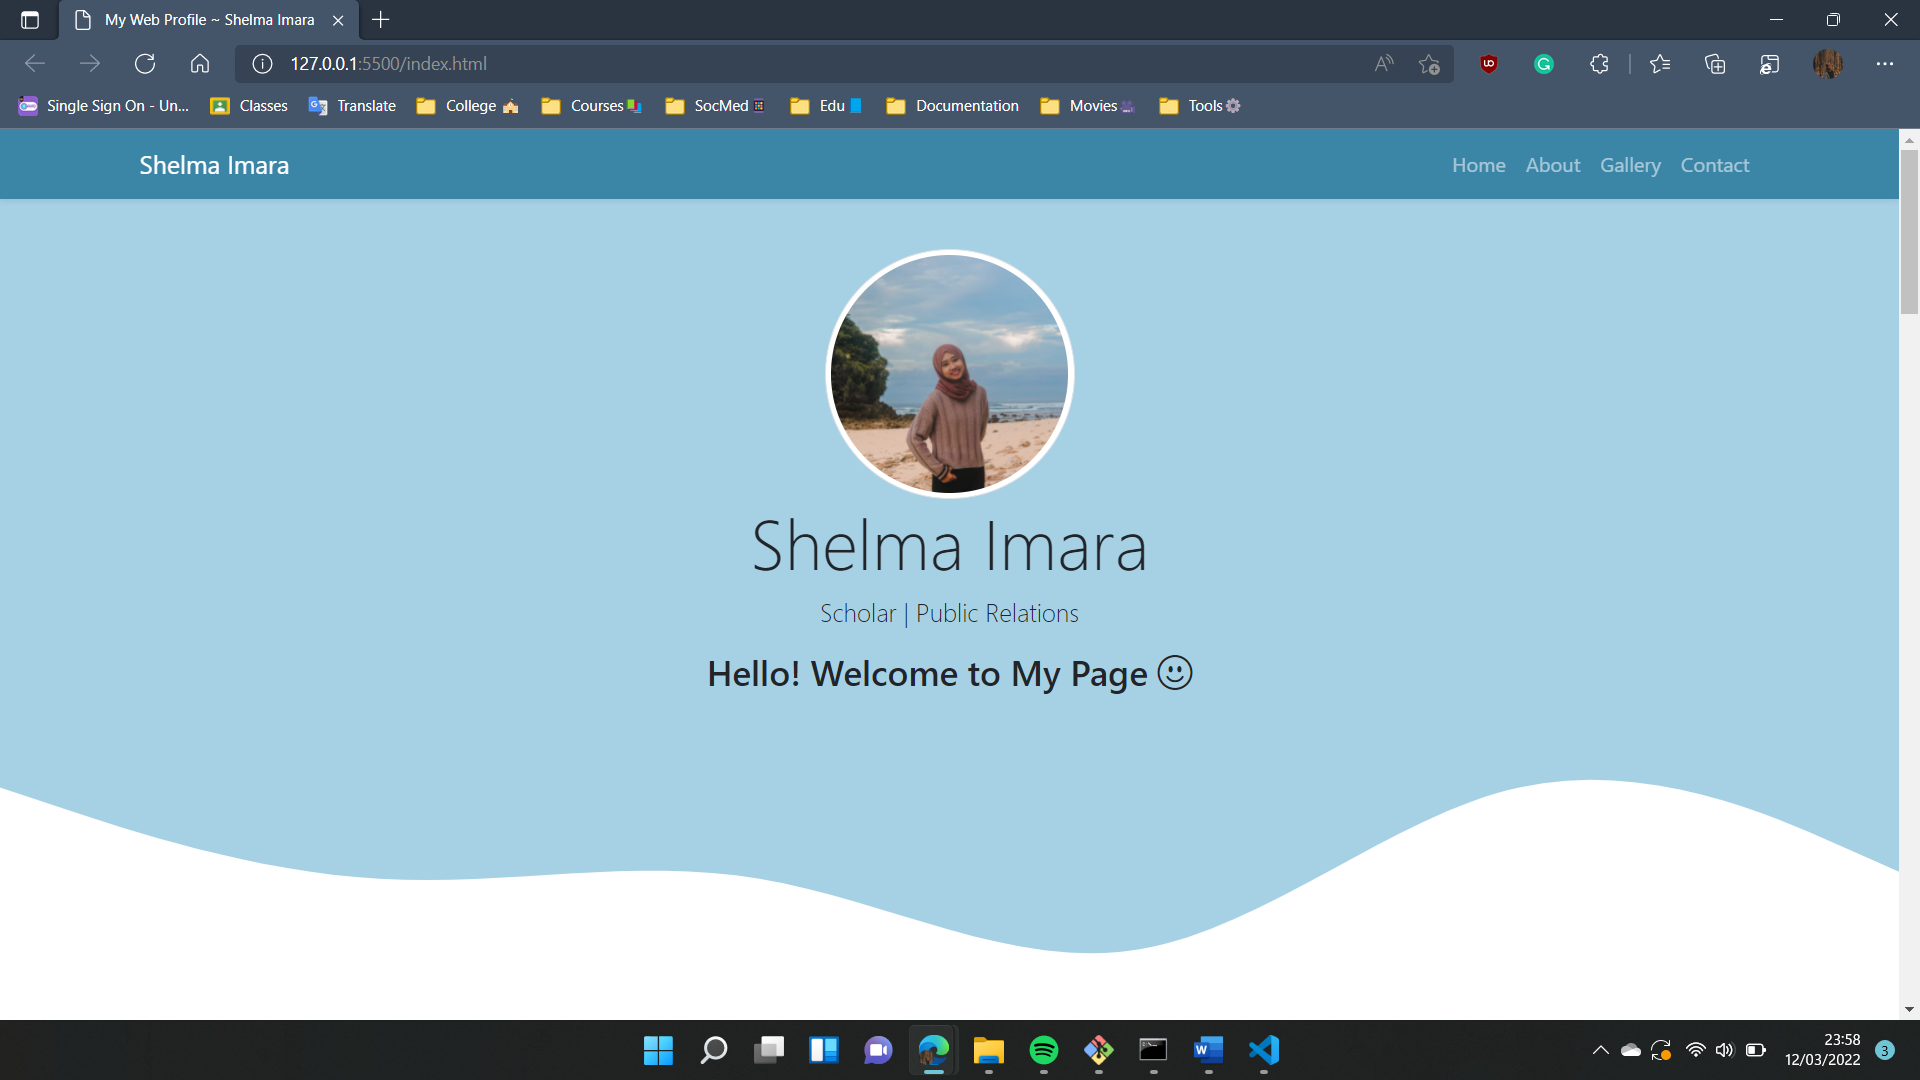 My Web Profile ~ Shelma Imara
127.0.0.1:5500/index.html
Single Sign On - Un...
Classes
Translate
College
Courses
SocMed
Edu
Documentation
Movies
Tools
Shelma Imara
Home
About
Gallery
Contact
Shelma Imara
Scholar | Public Relations
Hello! Welcome to My Page
23:58
12/03/2022
3